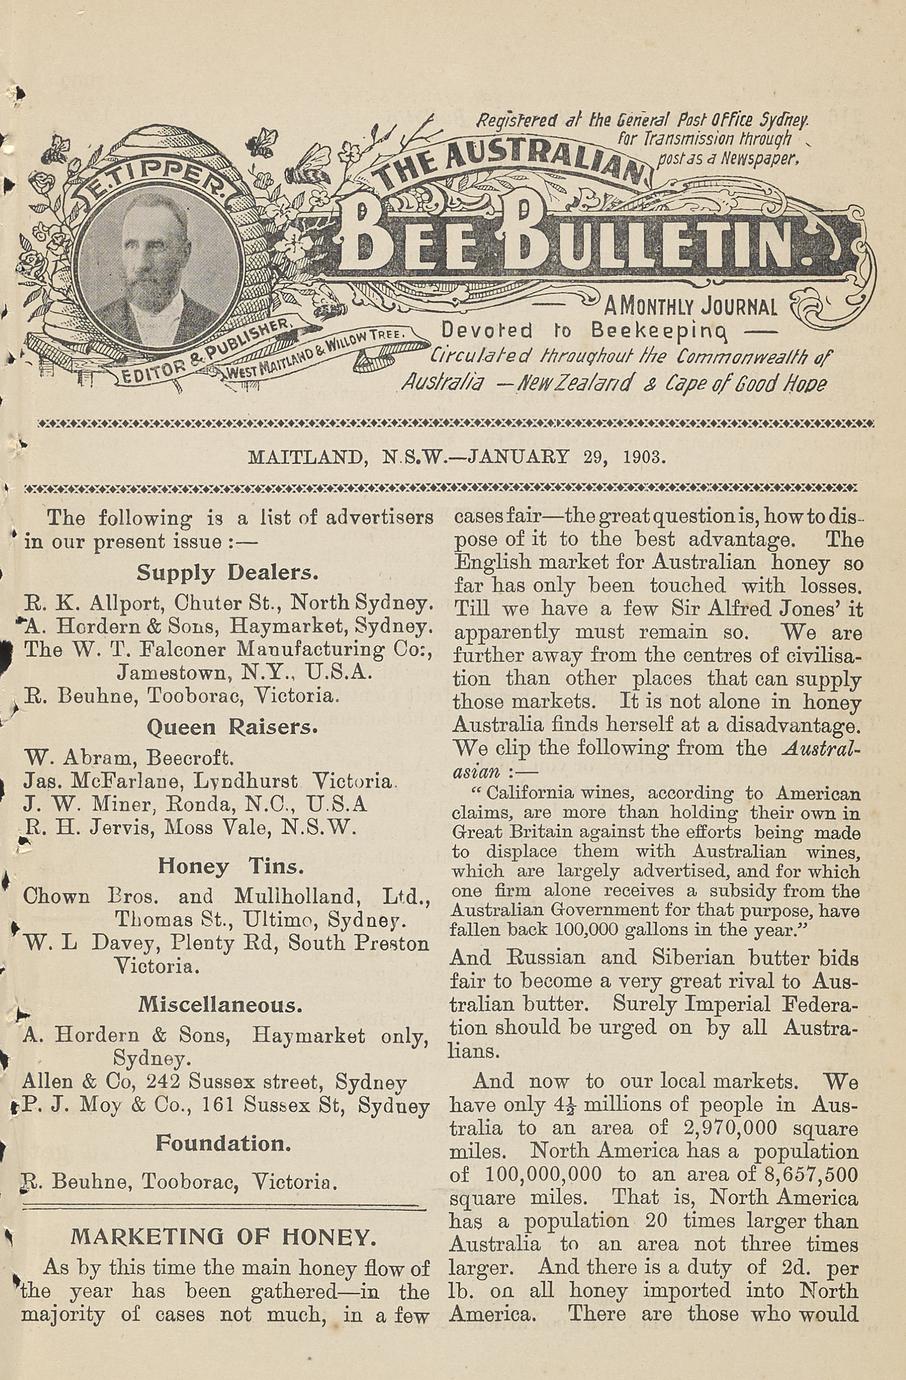 Registered at the General Post Office Sydney.
for Transmission through
post as a Newspaper.
E. TIPPER.
THE AUSTRALIAN
BEE BULLETIN.
A MONTHLY JOURNAL
Devoted to Beekeeping —
Circulated throughout the Commonwealth of
Australia — New Zealand & Cape of Good Hope
EDITOR & PUBLISHER.
WEST MAITLAND & WILLOW TREE.
MAITLAND, N.S.W.—JANUARY 29, 1903.
The following is a list of advertisers
in our present issue :—
Supply Dealers.
R. K. Allport, Chuter St., North Sydney.
A. Hordern & Sons, Haymarket, Sydney.
The W. T. Falconer Manufacturing Co:,
Jamestown, N.Y., U.S.A.
R. Beuhne, Tooborac, Victoria.
Queen Raisers.
W. Abram, Beecroft.
Jas. McFarlane, Lyndhurst Victoria.
J. W. Miner, Ronda, N.C., U.S.A
R. H. Jervis, Moss Vale, N.S.W.
Honey Tins.
Chown Bros. and Mullholland, Ltd.,
Thomas St., Ultimo, Sydney.
W. L Davey, Plenty Rd, South Preston
Victoria.
Miscellaneous.
A. Hordern & Sons, Haymarket only,
Sydney.
Allen & Co, 242 Sussex street, Sydney
P. J. Moy & Co., 161 Sussex St, Sydney
Foundation.
R. Beuhne, Tooborac, Victoria.
MARKETING OF HONEY.
As by this time the main honey flow of
the year has been gathered—in the
majority of cases not much, in a few
cases fair—the great question is, how to dis-
pose of it to the best advantage. The
English market for Australian honey so
far has only been touched with losses.
Till we have a few Sir Alfred Jones' it
apparently must remain so. We are
further away from the centres of civilisa-
tion than other places that can supply
those markets. It is not alone in honey
Australia finds herself at a disadvantage.
We clip the following from the Austral-
asian :—
" California wines, according to American
claims, are more than holding their own in
Great Britain against the efforts being made
to displace them with Australian wines,
which are largely advertised, and for which
one firm alone receives a subsidy from the
Australian Government for that purpose, have
fallen back 100,000 gallons in the year."
And Russian and Siberian butter bids
fair to become a very great rival to Aus-
tralian butter. Surely Imperial Federa-
tion should be urged on by all Austra-
lians.
And now to our local markets. We
have only 4½ millions of people in Aus-
tralia to an area of 2,970,000 square
miles. North America has a population
of 100,000,000 to an area of 8,657,500
square miles. That is, North America
has a population 20 times larger than
Australia to an area not three times
larger. And there is a duty of 2d. per
lb. on all honey imported into North
America. There are those who would